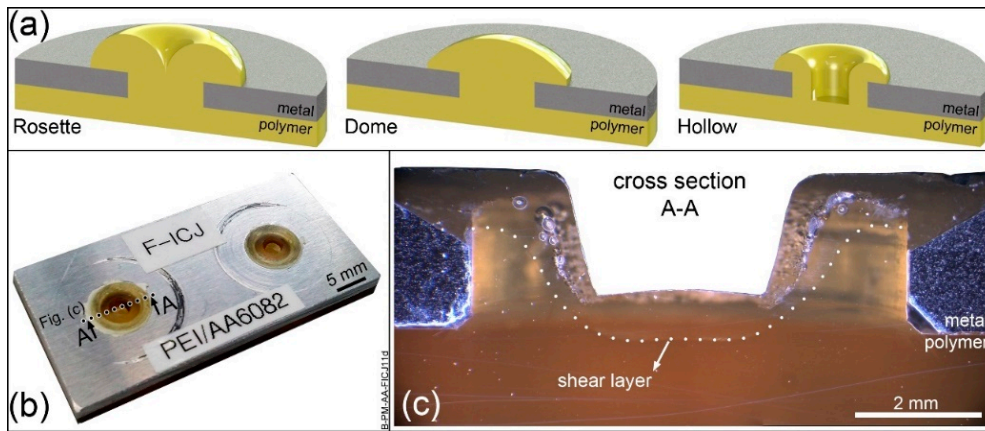 (a)
metal
polymer
Rosette
metal
polymer
Dome
metal
polymer
Hollow
F-ICJ
5 mm
Fig. (c)
A
A
PEI/AA6082
B-PM-AA-FICJ11d
(b)
cross section
A-A
metal
polymer
shear layer
(c)
2 mm